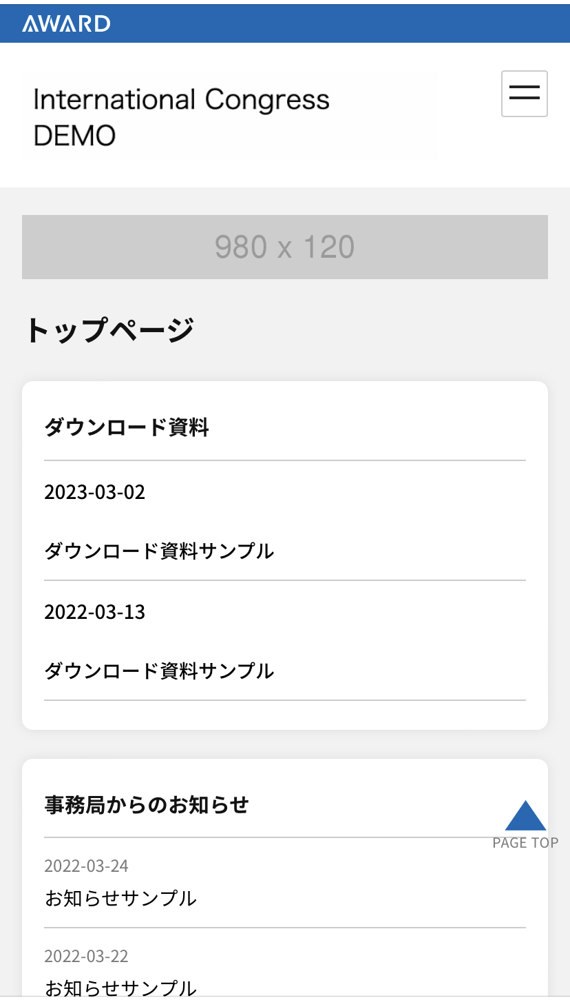 AWARD
International Congress
DEMO
980 x 120
トップページ
ダウンロード資料
2023-03-02
ダウンロード資料サンプル
2022-03-13
ダウンロード資料サンプル
事務局からのお知らせ
PAGE TOP
2022-03-24
お知らせサンプル
2022-03-22
お知らせサンプル